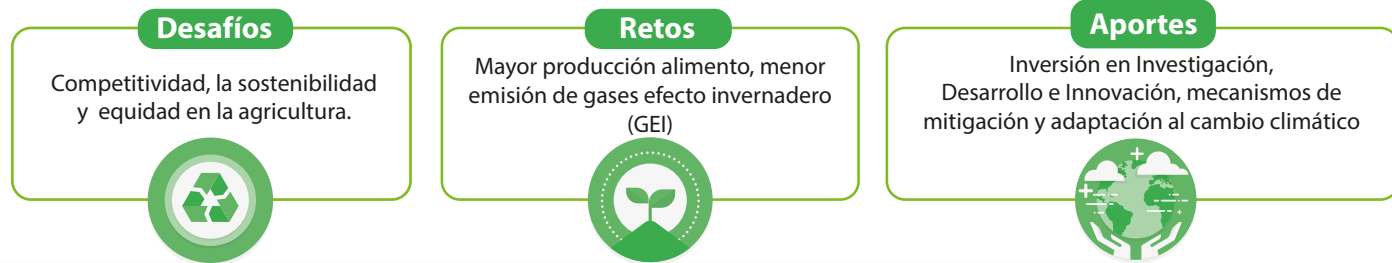 Desafíos
Competitividad, la sostenibilidad
y equidad en la agricultura.
Retos
Mayor producción alimento, menor
emisión de gases efecto invernadero
(GEI)
Aportes
Inversión en Investigación,
Desarrollo e Innovación, mecanismos de
mitigación y adaptación al cambio climático